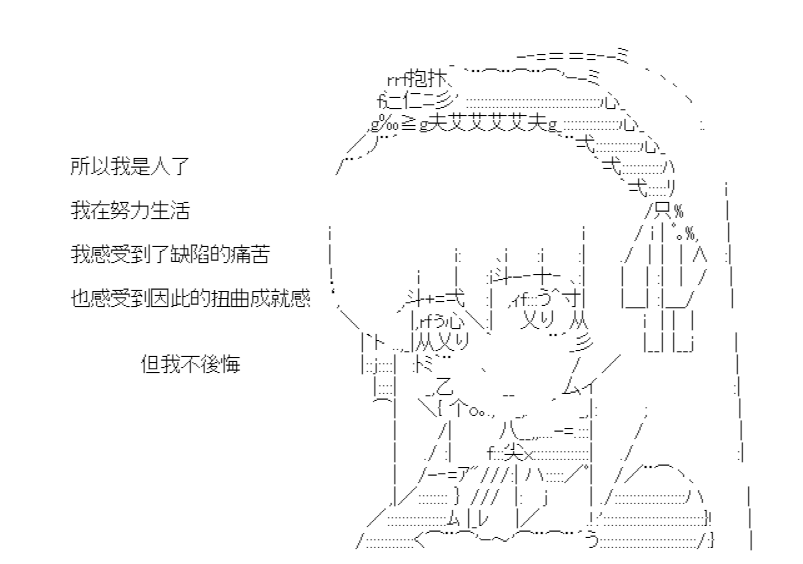 所以我是人了
我在努力生活
我感受到了缺陷的痛苦
也感受到因此的扭曲成就感
但我不後悔